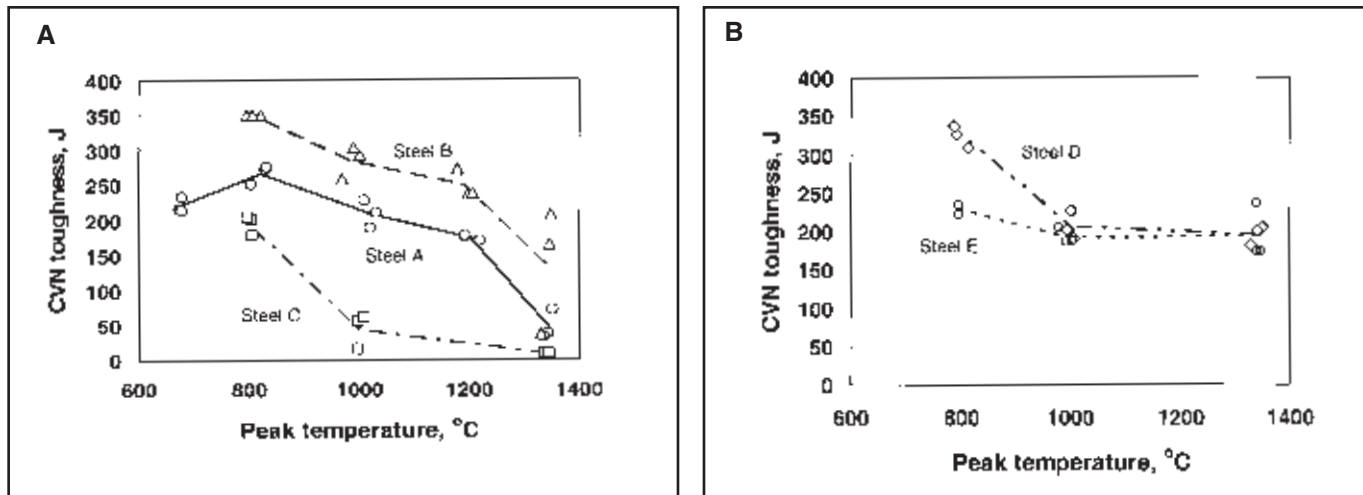 A
400
350
300
250
200
150
100
50
0
CVN toughness, J
Steel B
Steel A
Steel C
600
800
1000
1200
1400
Peak temperature, °C
B
400
350
300
250
200
150
100
50
0
CVN toughness, J
Steel D
Steel E
600
800
1000
1200
1400
Peak temperature, °C